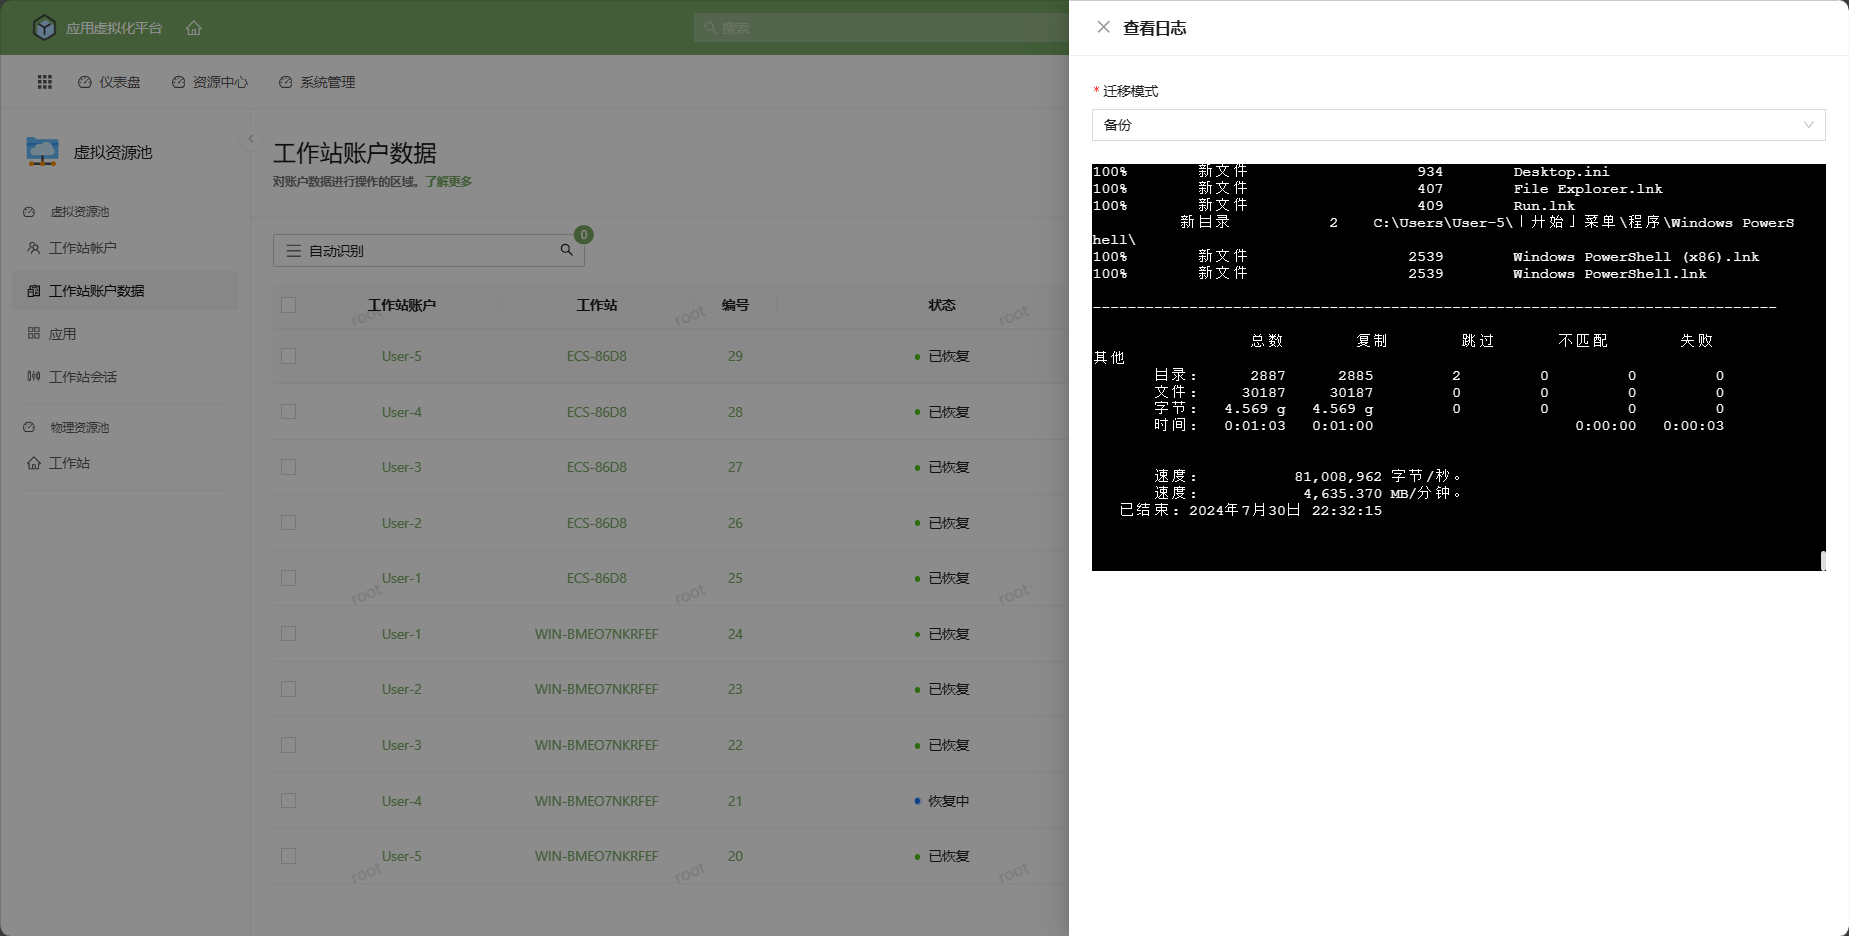 应用虚拟化平台
搜索
仪表盘 资源中心 系统管理
虚拟资源池
虚拟资源池
工作站帐户
工作站账户数据
应用
工作站会话
物理资源池
工作站
工作站账户数据
对账户数据进行操作的区域。了解更多
自动识别
0
工作站账户 工作站 编号 状态
User-5 ECS-86D8 29 已恢复
User-4 ECS-86D8 28 已恢复
User-3 ECS-86D8 27 已恢复
User-2 ECS-86D8 26 已恢复
User-1 ECS-86D8 25 已恢复
User-1 WIN-BMEO7NKRFEF 24 已恢复
User-2 WIN-BMEO7NKRFEF 23 已恢复
User-3 WIN-BMEO7NKRFEF 22 已恢复
User-4 WIN-BMEO7NKRFEF 21 恢复中
User-5 WIN-BMEO7NKRFEF 20 已恢复
root root root
root root root
root root root
查看日志
* 迁移模式
备份
100% 新文件 934 Desktop.ini
100% 新文件 407 File Explorer.lnk
100% 新文件 409 Run.lnk
新目录 2 C:\Users\User-5\「开始」菜单\程序\Windows PowerS
hell\
100% 新文件 2539 Windows PowerShell (x86).lnk
100% 新文件 2539 Windows PowerShell.lnk
------------------------------------------------------------------------------
总数 复制 跳过 不匹配 失败
其他
目录: 2887 2885 2 0 0 0
文件: 30187 30187 0 0 0 0
字节: 4.569 g 4.569 g 0 0 0 0
时间: 0:01:03 0:01:00 0:00:00 0:00:03
速度: 81,008,962 字节/秒。
速度: 4,635.370 MB/分钟。
已结束: 2024年7月30日 22:32:15